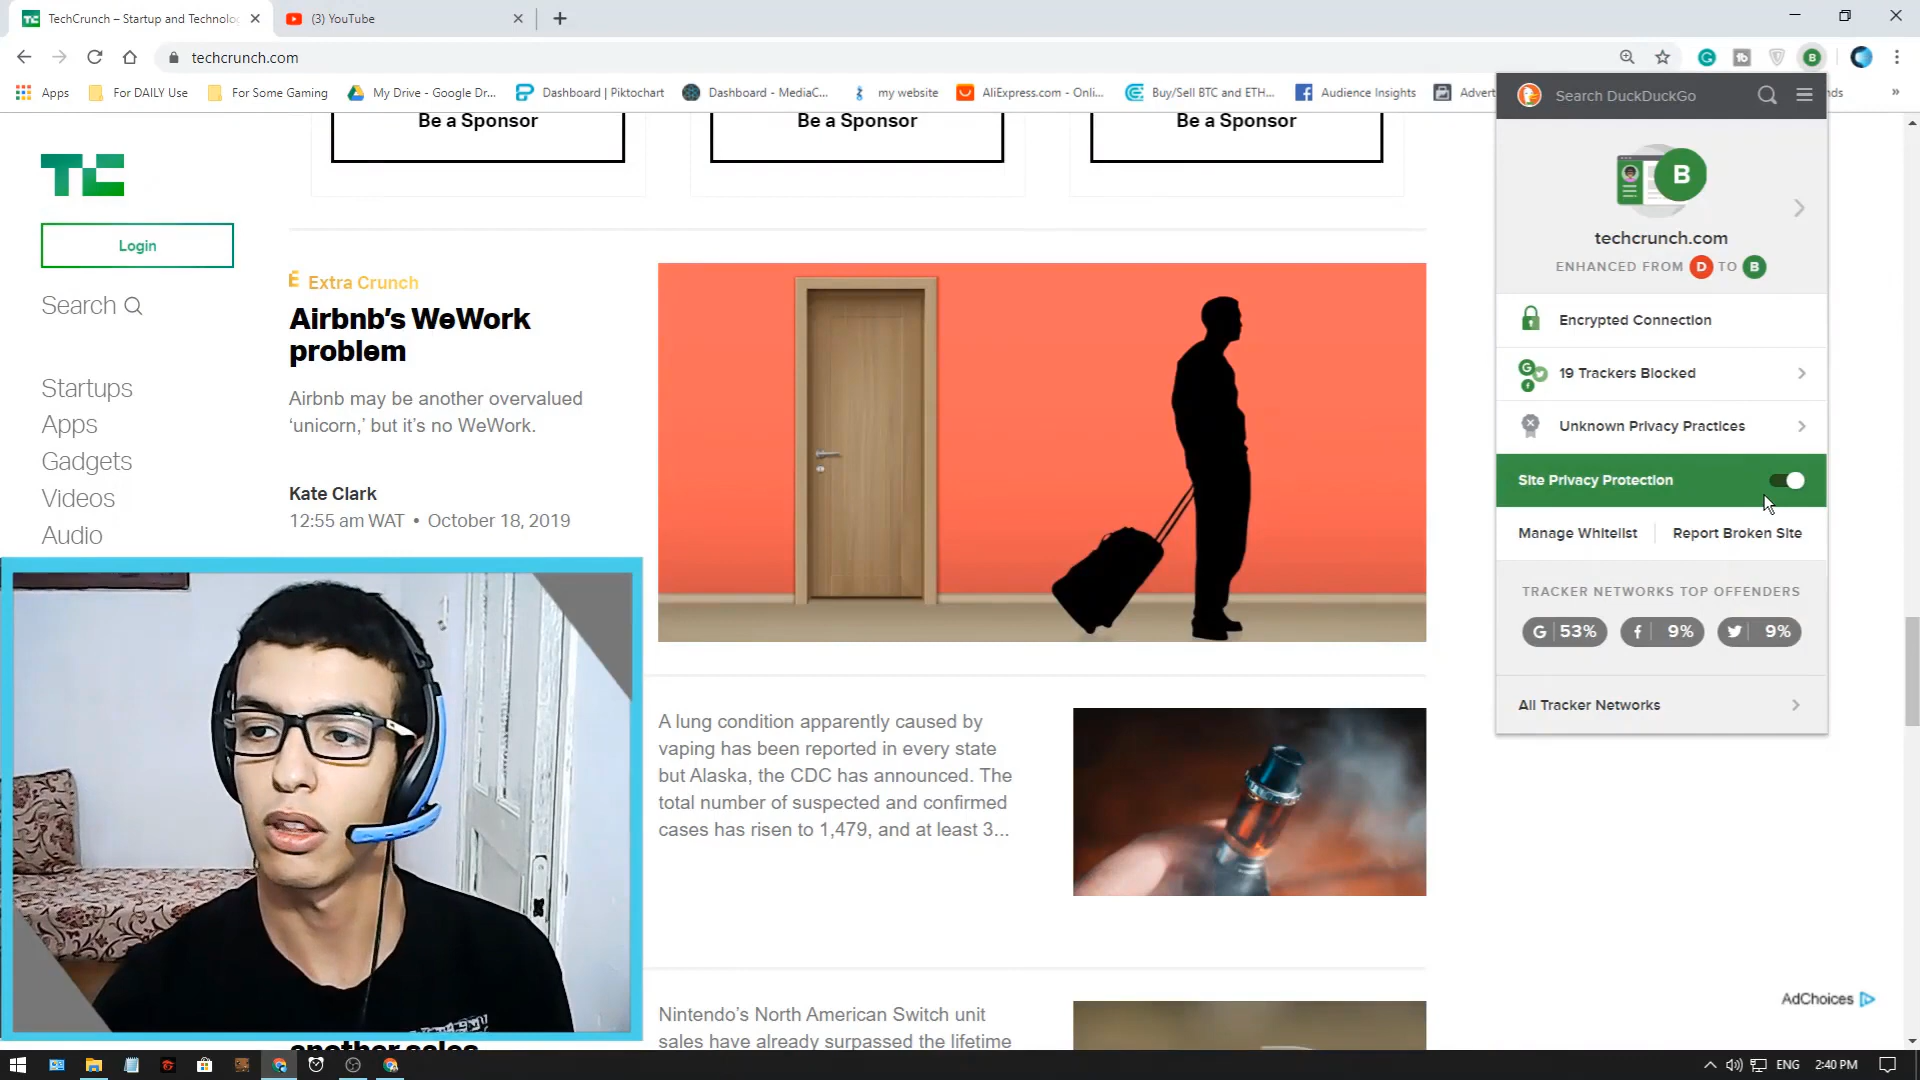 TC TechCrunch – Startup and Technolo
(3) YouTube
techcrunch.com
Apps
For DAILY Use
For Some Gaming
My Drive - Google Dr...
Dashboard | Piktochart
Dashboard - MediaC...
my website
AliExpress.com - Onli...
Buy/Sell BTC and ETH...
Audience Insights
Advert
nds
»
Be a Sponsor
Be a Sponsor
Be a Sponsor
TC
Login
Search
Startups
Apps
Gadgets
Videos
Audio
Extra Crunch
Airbnb's WeWork
problem
Airbnb may be another overvalued
‘unicorn,’ but it’s no WeWork.
Kate Clark
12:55 am WAT • October 18, 2019
A lung condition apparently caused by
vaping has been reported in every state
but Alaska, the CDC has announced. The
total number of suspected and confirmed
cases has risen to 1,479, and at least 3...
Nintendo’s North American Switch unit
sales have already surpassed the lifetime
another sales
AdChoices
Search DuckDuckGo
B
techcrunch.com
ENHANCED FROM D TO B
Encrypted Connection
19 Trackers Blocked
Unknown Privacy Practices
Site Privacy Protection
Manage Whitelist
Report Broken Site
TRACKER NETWORKS TOP OFFENDERS
G 53%
f 9%
9%
All Tracker Networks
ENG
2:40 PM